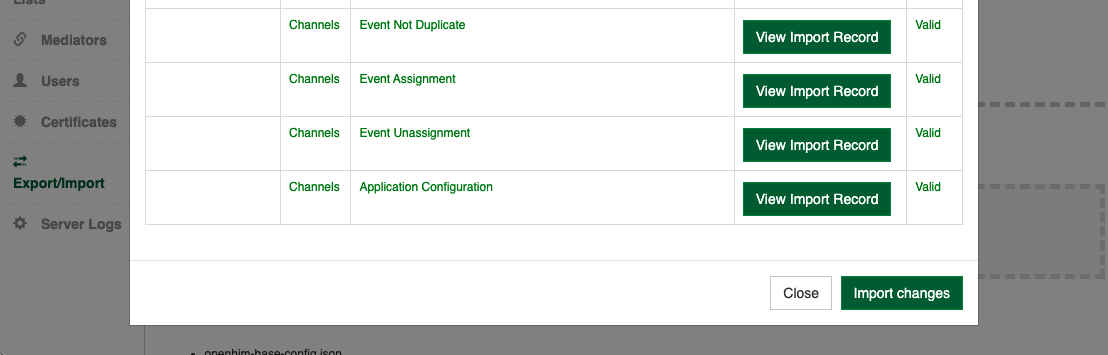 Lists
Mediators
Users
Certificates
Export/Import
Server Logs
Channels Event Not Duplicate View Import Record Valid
Channels Event Assignment View Import Record Valid
Channels Event Unassignment View Import Record Valid
Channels Application Configuration View Import Record Valid
Close Import changes
openhim-base-config.json